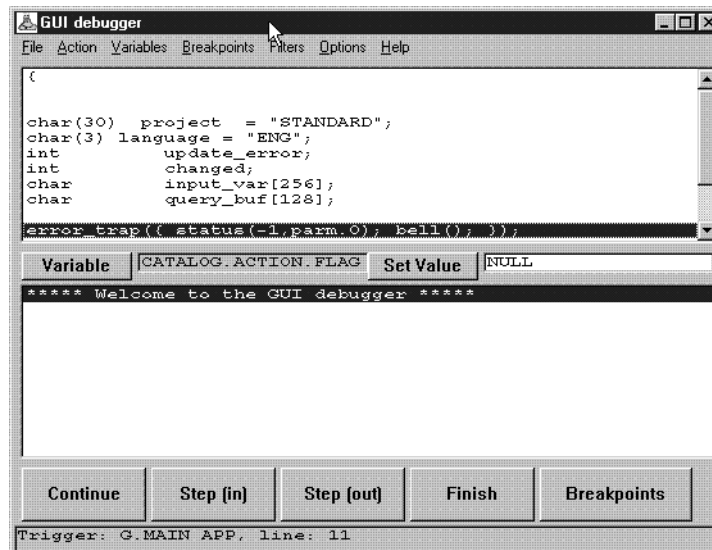 GUI debugger
File Action Variables Breakpoints Filters Options Help
{
char(30) project = "STANDARD";
char(3) language = "ENG";
int update_error;
int changed;
char input_var[256];
char query_buf[128];
error_trap({ status(-1,parm.0); bell(); });
Variable CATALOG.ACTION.FLAG Set Value NULL
***** Welcome to the GUI debugger *****
Continue Step (in) Step (out) Finish Breakpoints
Trigger: G.MAIN APP, line: 11